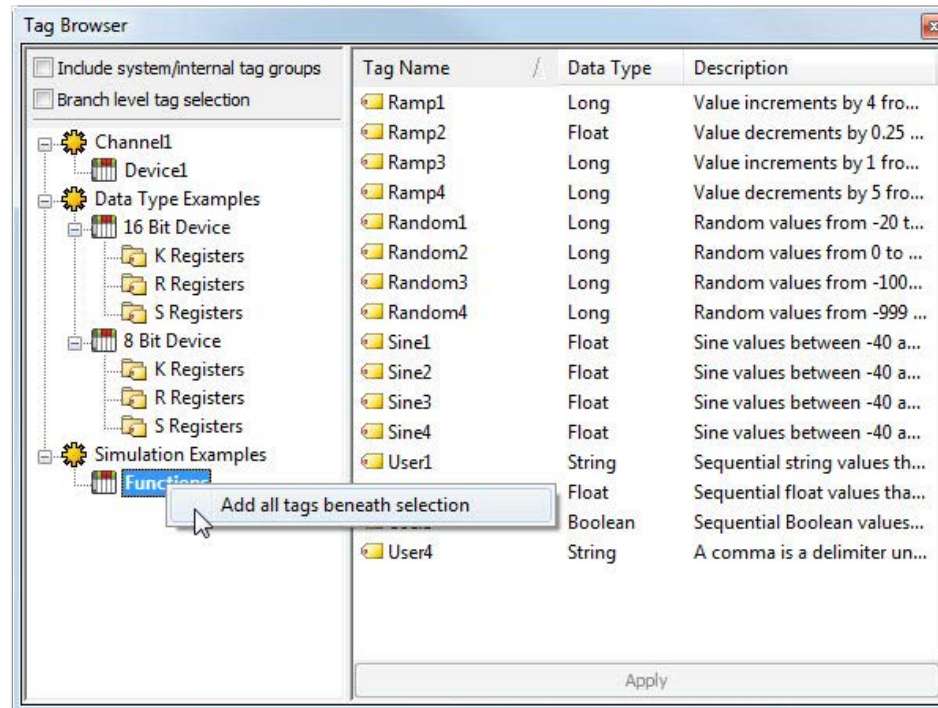 Tag Browser
Include system/internal tag groups
Branch level tag selection
Channel1
Device1
Data Type Examples
16 Bit Device
K Registers
R Registers
S Registers
8 Bit Device
K Registers
R Registers
S Registers
Simulation Examples
Functions
Add all tags beneath selection
Tag Name Data Type Description
Ramp1 Long Value increments by 4 fro...
Ramp2 Float Value decrements by 0.25 ...
Ramp3 Long Value increments by 1 fro...
Ramp4 Long Value decrements by 5 fro...
Random1 Long Random values from -20 t...
Random2 Long Random values from 0 to ...
Random3 Long Random values from -100...
Random4 Long Random values from -999 ...
Sine1 Float Sine values between -40 a...
Sine2 Float Sine values between -40 a...
Sine3 Float Sine values between -40 a...
Sine4 Float Sine values between -40 a...
User1 String Sequential string values th...
Float Sequential float values tha...
Boolean Sequential Boolean values...
User4 String A comma is a delimiter un...
Apply